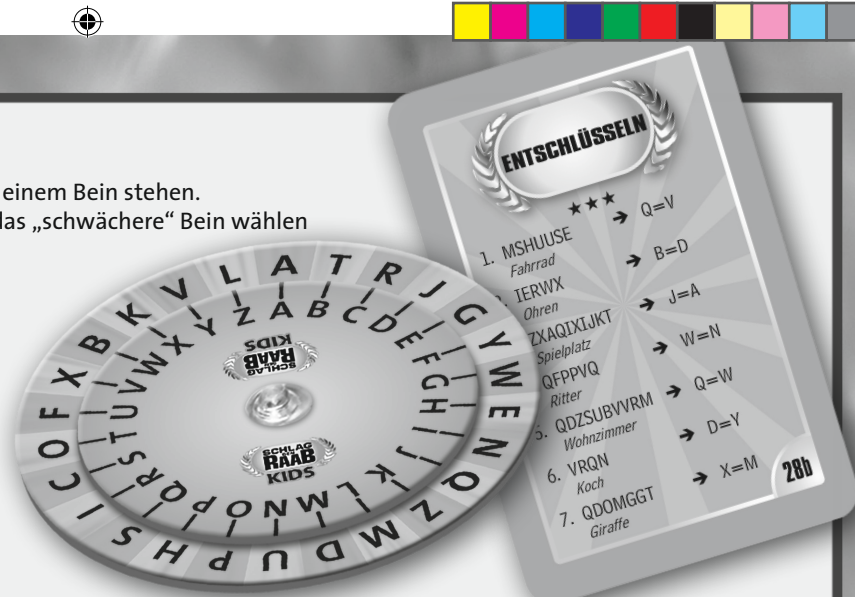 einem Bein stehen.
das „schwächere“ Bein wählen
ENTSCHLÜSSELN
★★★
1. MSHUUSE ➔ Q=V
Fahrrad
IERWX ➔ B=D
Ohren
ZXAQIXIJKT ➔ J=A
Spielplatz
QFPPVQ ➔ W=N
Ritter
5. QDZSUBVVRM ➔ Q=W
Wohnzimmer
6. VRQN ➔ D=Y
Koch
7. QDOMGGT ➔ X=M
Giraffe
28b
A T R J G Y W E N Q Z M D U P H S I C O F X B K V L
A B C D E F G H I J K L M N O P Q R S T U V W X Y Z
SCHLAG DEN RAAB KIDS
SCHLAG DEN RAAB KIDS